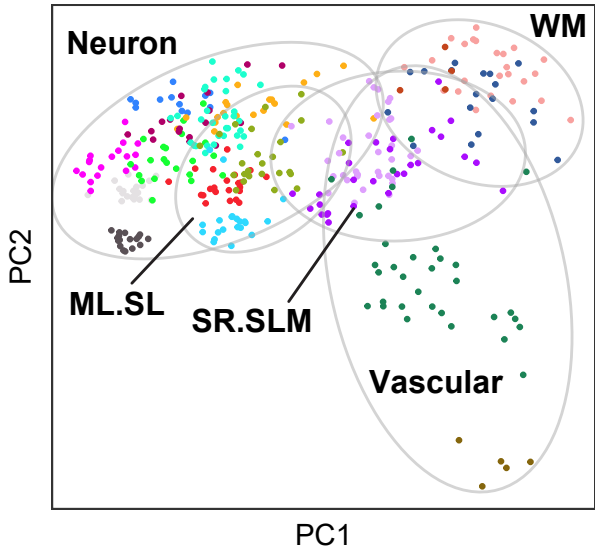 WM
Neuron
PC2
ML.SL
SR.SLM
Vascular
PC1